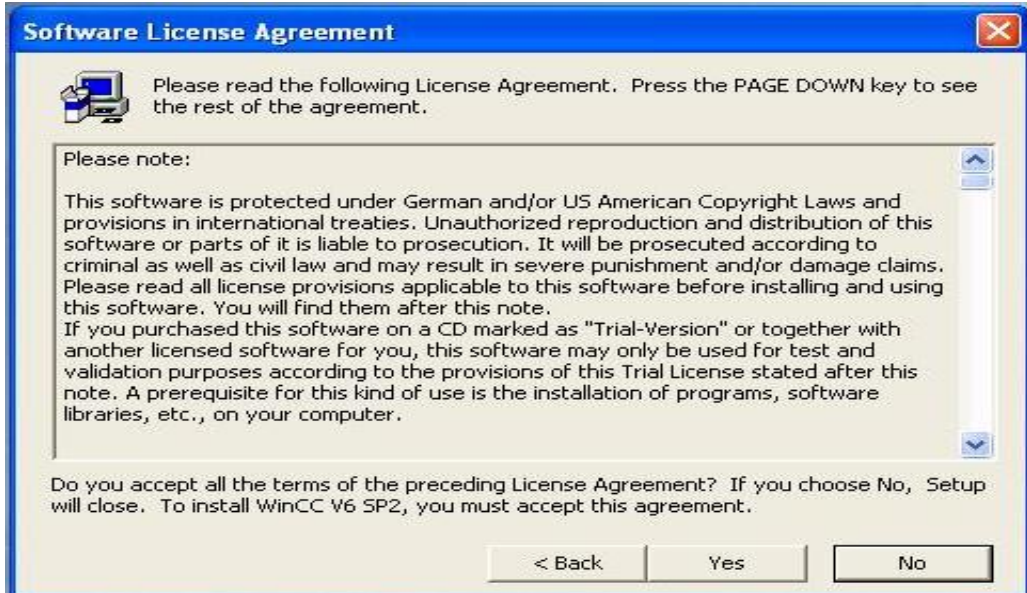 Software License Agreement
Please read the following License Agreement. Press the PAGE DOWN key to see
the rest of the agreement.
Please note:
This software is protected under German and/or US American Copyright Laws and
provisions in international treaties. Unauthorized reproduction and distribution of this
software or parts of it is liable to prosecution. It will be prosecuted according to
criminal as well as civil law and may result in severe punishment and/or damage claims.
Please read all license provisions applicable to this software before installing and using
this software. You will find them after this note.
If you purchased this software on a CD marked as "Trial-Version" or together with
another licensed software for you, this software may only be used for test and
validation purposes according to the provisions of this Trial License stated after this
note. A prerequisite for this kind of use is the installation of programs, software
libraries, etc., on your computer.
Do you accept all the terms of the preceding License Agreement? If you choose No, Setup
will close. To install WinCC V6 SP2, you must accept this agreement.
< Back Yes No